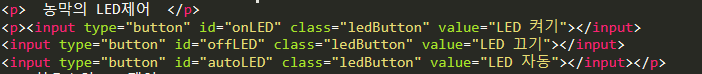 <p>  농막의 LED제어  </p>
<p><input type="button" id="onLED" class="ledButton" value="LED 켜기"></input>
<input type="button" id="offLED" class="ledButton" value="LED 끄기"></input>
<input type="button" id="autoLED" class="ledButton" value="LED 자동"></input></p>